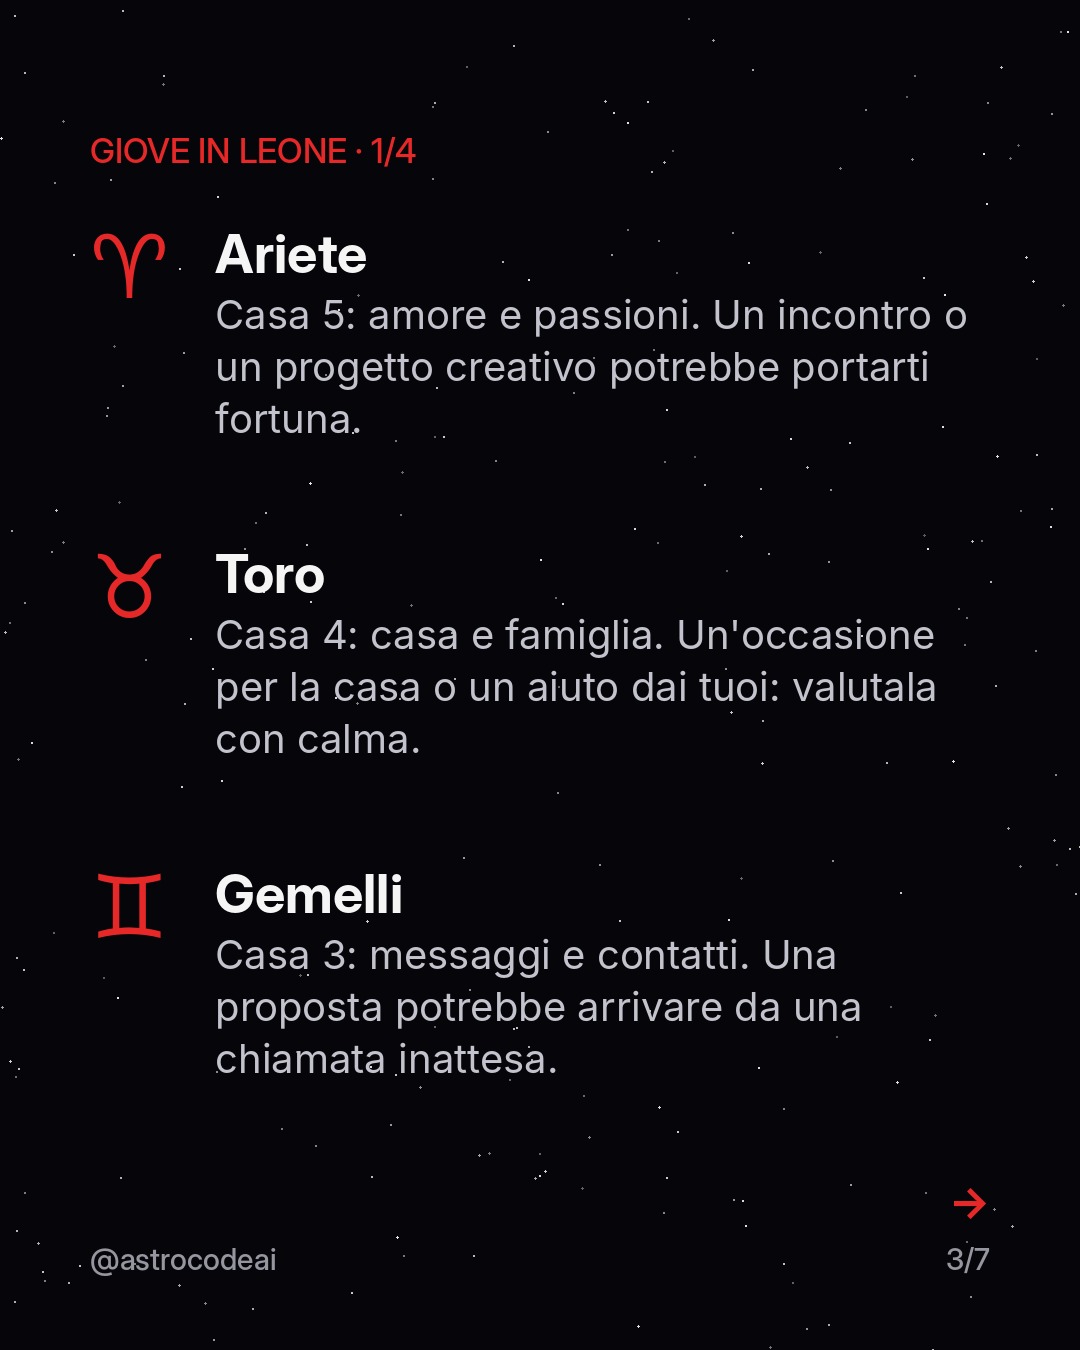 GIOVE IN LEONE · 1/4
♈ Ariete
Casa 5: amore e passioni. Un incontro o
un progetto creativo potrebbe portarti
fortuna.
♉ Toro
Casa 4: casa e famiglia. Un'occasione
per la casa o un aiuto dai tuoi: valutala
con calma.
♊ Gemelli
Casa 3: messaggi e contatti. Una
proposta potrebbe arrivare da una
chiamata inattesa.
→
@astrocodeai
3/7